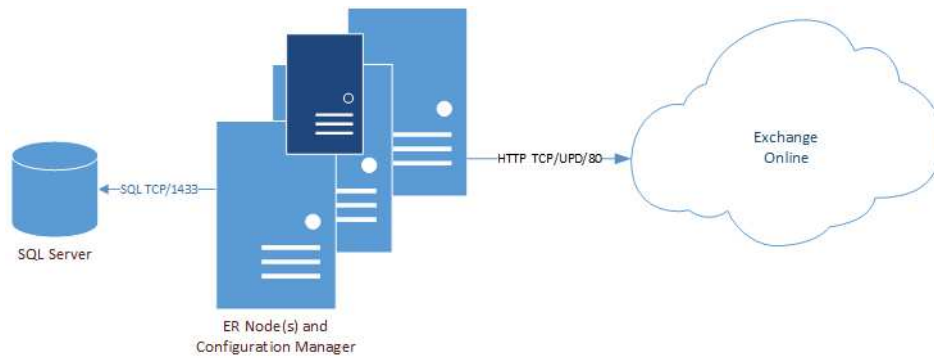 Exchange
Online
HTTP TCP/UPD/80
SQL TCP/1433
SQL Server
ER Node(s) and
Configuration Manager